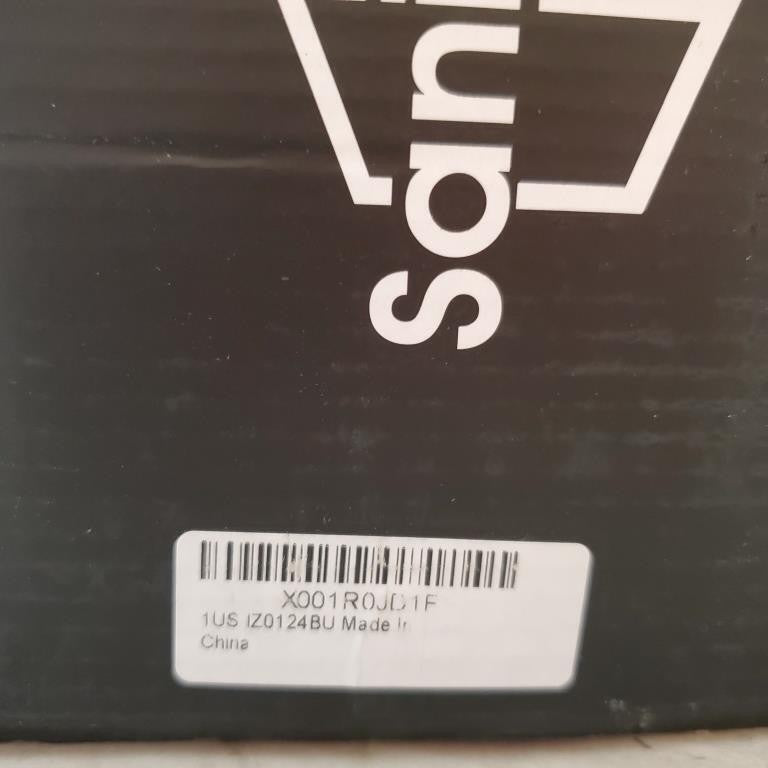 san
X001R0JD1F
1US IZ0124BU Made In
China